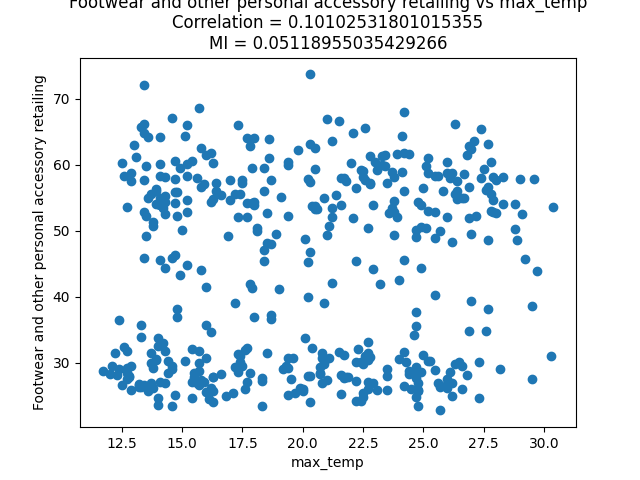 Footwear and other personal accessory retailing vs max_temp
Correlation = 0.10102531801015355
MI = 0.05118955035429266
Footwear and other personal accessory retailing
70
60
50
40
30
12.5 15.0 17.5 20.0 22.5 25.0 27.5 30.0
max_temp